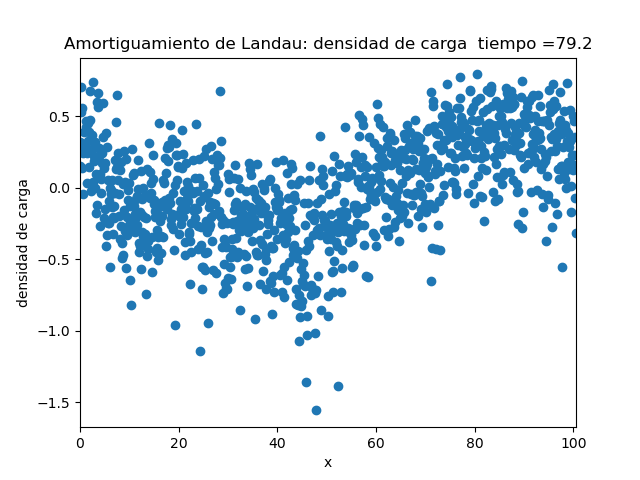 Amortiguamiento de Landau: densidad de carga  tiempo =79.2
densidad de carga
0.5
0.0
−0.5
−1.0
−1.5
0 20 40 60 80 100
x